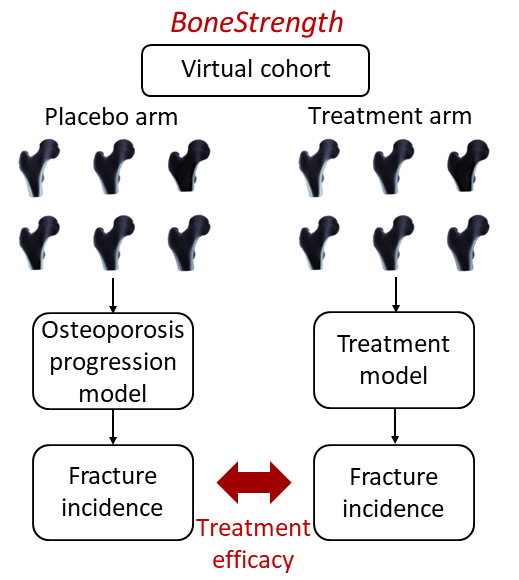 BoneStrength
Virtual cohort
Placebo arm
Treatment arm
Osteoporosis
progression
model
Treatment
model
Fracture
incidence
Treatment
efficacy
Fracture
incidence